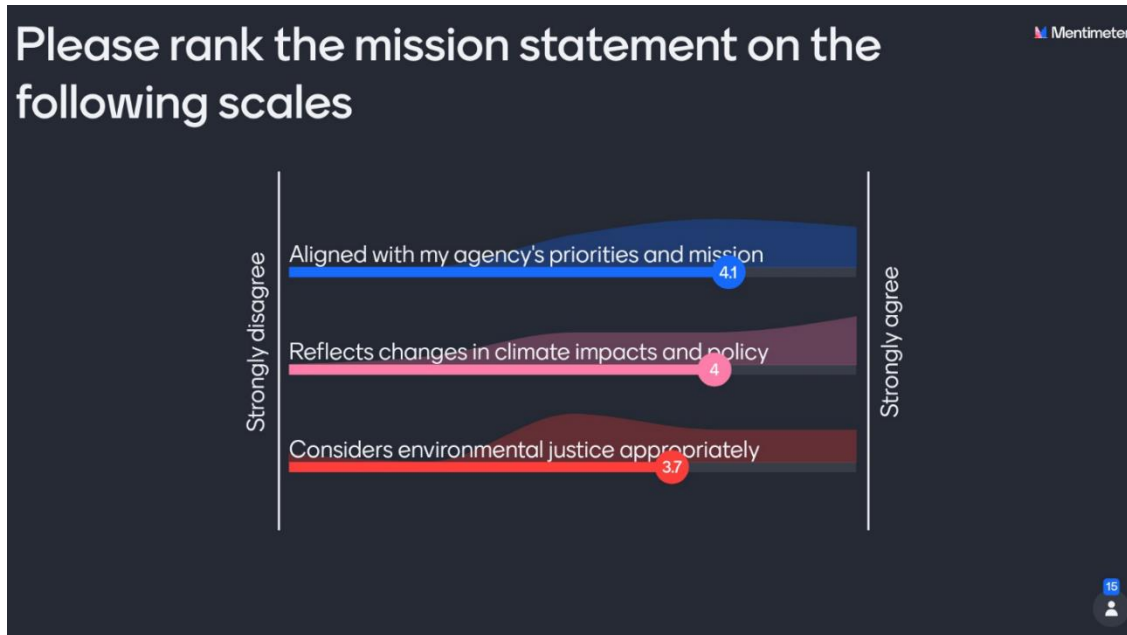 Please rank the mission statement on the
following scales
Mentimeter
Strongly disagree
Aligned with my agency's priorities and mission
4.1
Reflects changes in climate impacts and policy
4
Considers environmental justice appropriately
3.7
Strongly agree
15